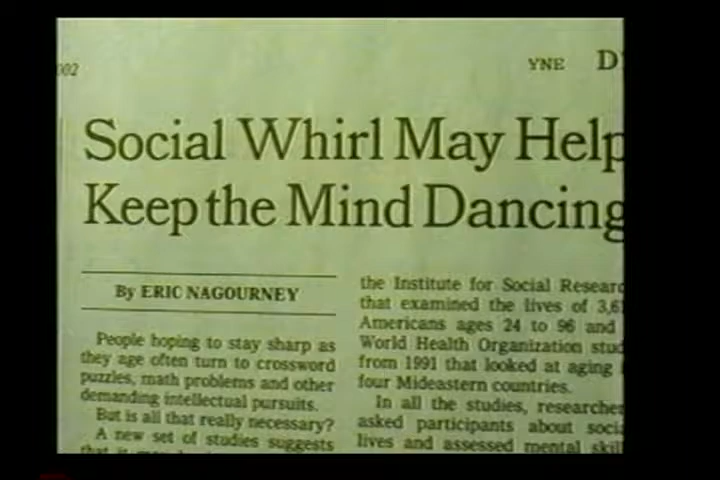 002
YNE
Social Whirl May Help
Keep the Mind Dancing
By ERIC NAGOURNEY
People hoping to stay sharp as
they age often turn to crossword
puzzles, math problems and other
demanding intellectual pursuits.
But is all that really necessary?
A new set of studies suggests
the Institute for Social
that examined the lives of
Americans ages 24 to 96 and
World Health Organization
from 1991 that looked at aging
four Mideastern countries.
In all the studies,
asked participants about
lives and assessed mental